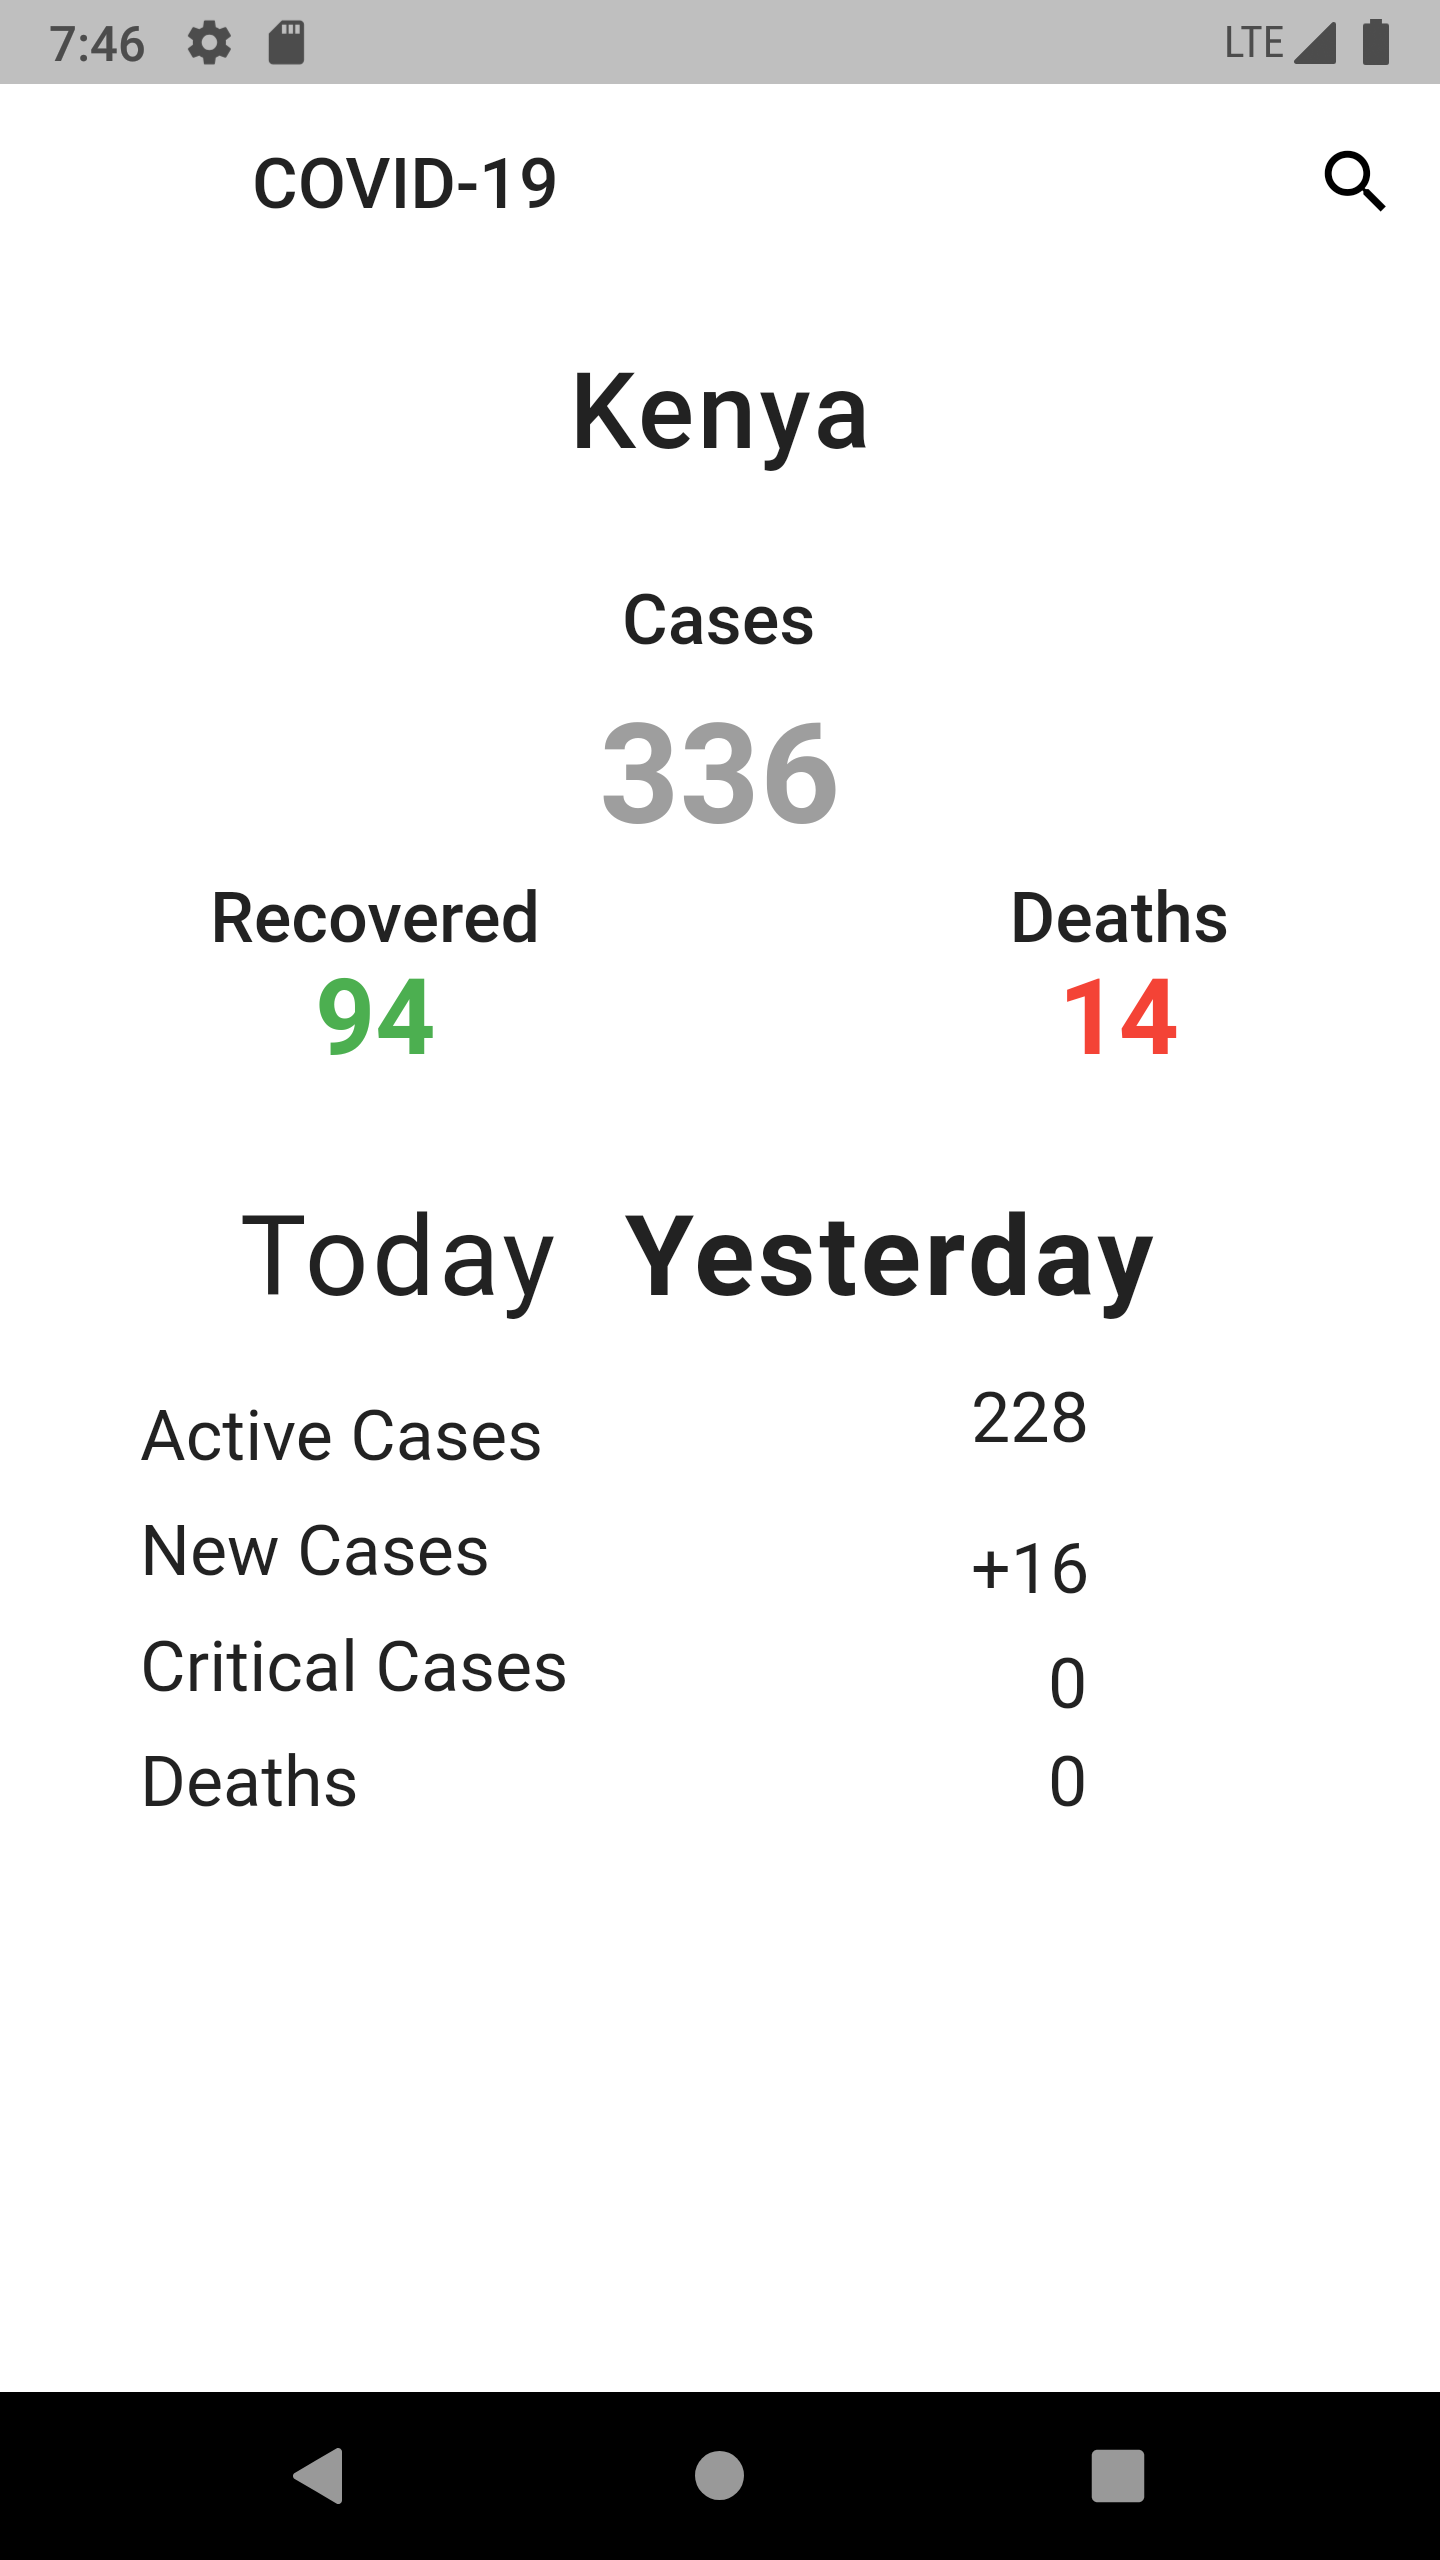 7:46 LTE
COVID-19
Kenya
Cases
336
Recovered Deaths
94 14
Today Yesterday
Active Cases 228
New Cases +16
Critical Cases 0
Deaths 0